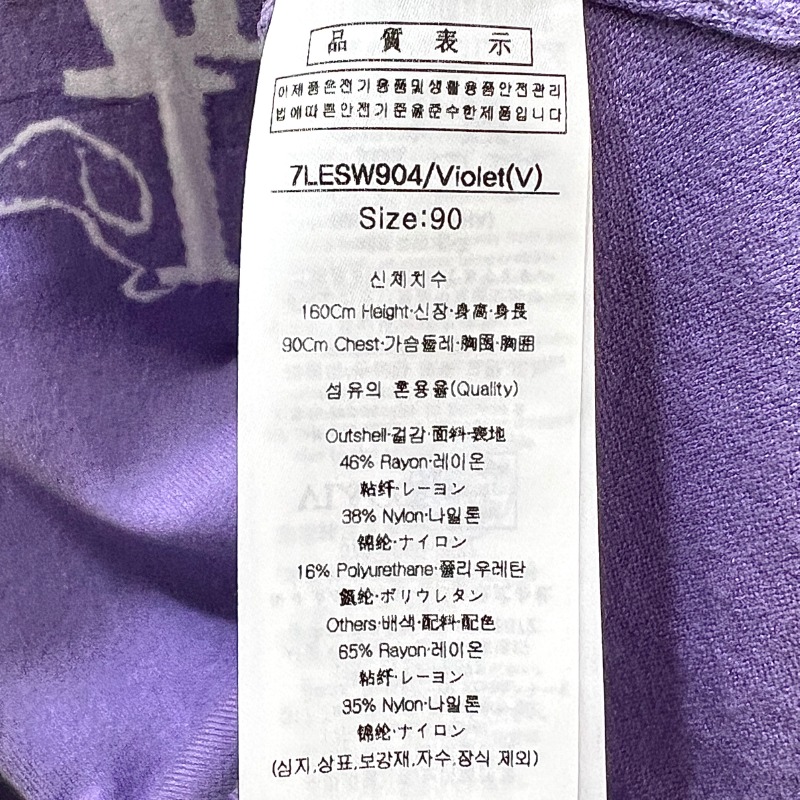 品質表示
이제품은전기용품및생활용품안전관리
법에따른안전기준을준수한제품입니다
7LESW904/Violet(V)
Size:90
신체치수
160Cm Height·신장·身高·身長
90Cm Chest·가슴둘레·胸围·胸囲
섬유의 혼용율(Quality)
Outshell·겉감·面料·表地
46% Rayon·레이온
粘纤·レーヨン
38% Nylon·나일론
锦纶·ナイロン
16% Polyurethane·폴리우레탄
氨纶·ポリウレタン
Others·배색·配料·配色
65% Rayon·레이온
粘纤·レーヨン
35% Nylon·나일론
锦纶·ナイロン
(심지,상표,보강재,자수,장식 제외)